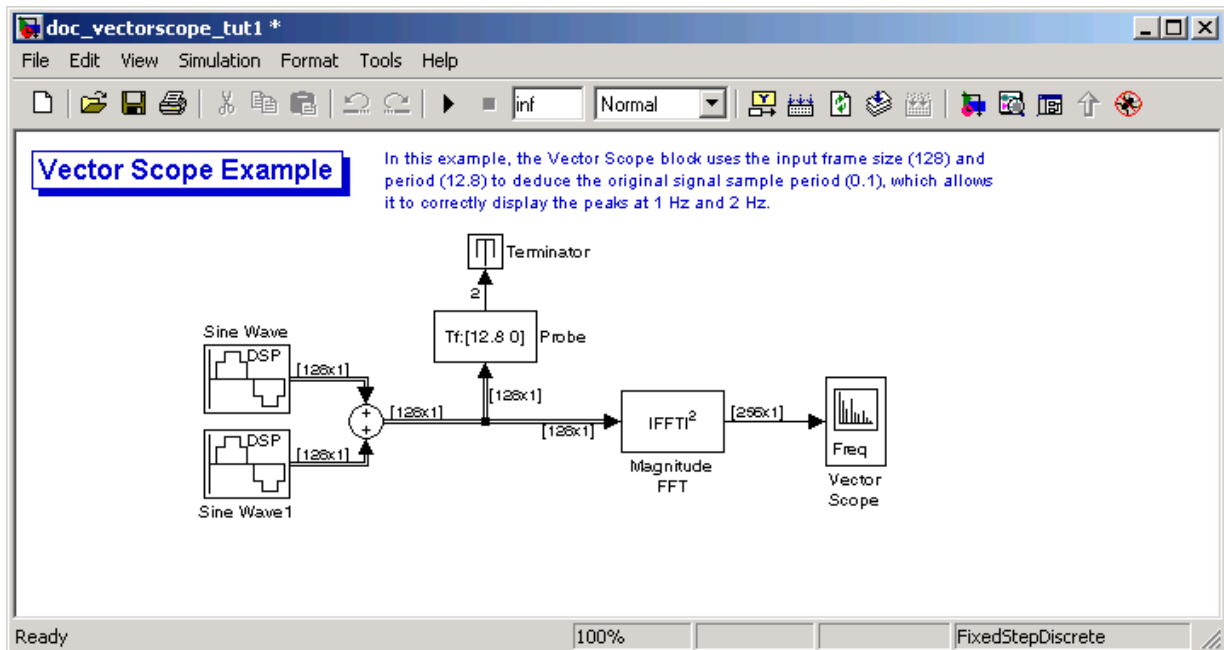 doc_vectorscope_tut1 *
File Edit View Simulation Format Tools Help
inf Normal
Vector Scope Example
In this example, the Vector Scope block uses the input frame size (128) and
period (12.8) to deduce the original signal sample period (0.1), which allows
it to correctly display the peaks at 1 Hz and 2 Hz.
Terminator
2
Tf:[12.8 0] Probe
Sine Wave
DSP
[128x1]
[128x1]
[128x1]
[128x1]
+
+
|FFT|2
[256x1]
Freq
DSP
[128x1]
Sine Wave1
Magnitude
FFT
Vector
Scope
Ready 100% FixedStepDiscrete